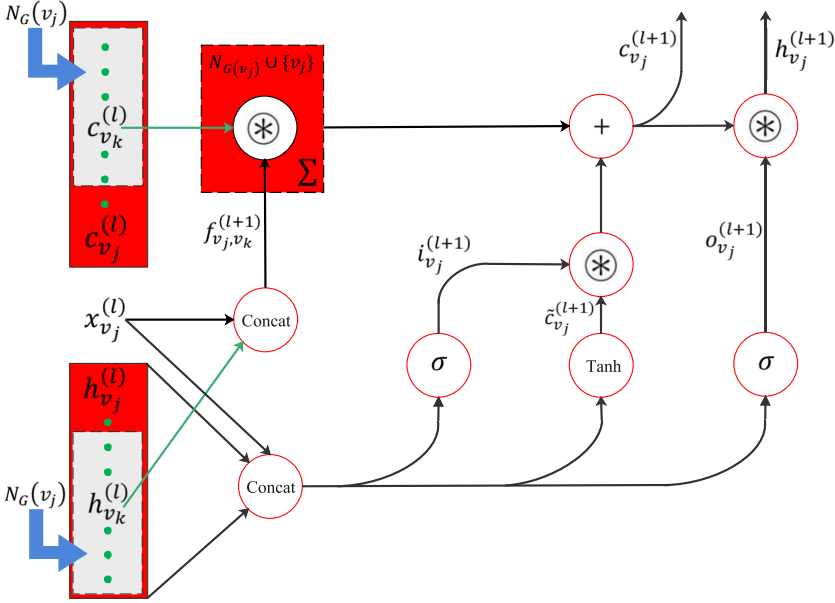 N_G(v_j)
c_{v_k}^{(l)}
c_{v_j}^{(l)}
N_{G(v_j)} ∪ {v_j}
⊛
Σ
f_{v_j,v_k}^{(l+1)}
x_{v_j}^{(l)}
Concat
h_{v_j}^{(l)}
N_G(v_j)
h_{v_k}^{(l)}
Concat
i_{v_j}^{(l+1)}
σ
+
⊛
c̃_{v_j}^{(l+1)}
Tanh
c_{v_j}^{(l+1)}
h_{v_j}^{(l+1)}
⊛
o_{v_j}^{(l+1)}
σ